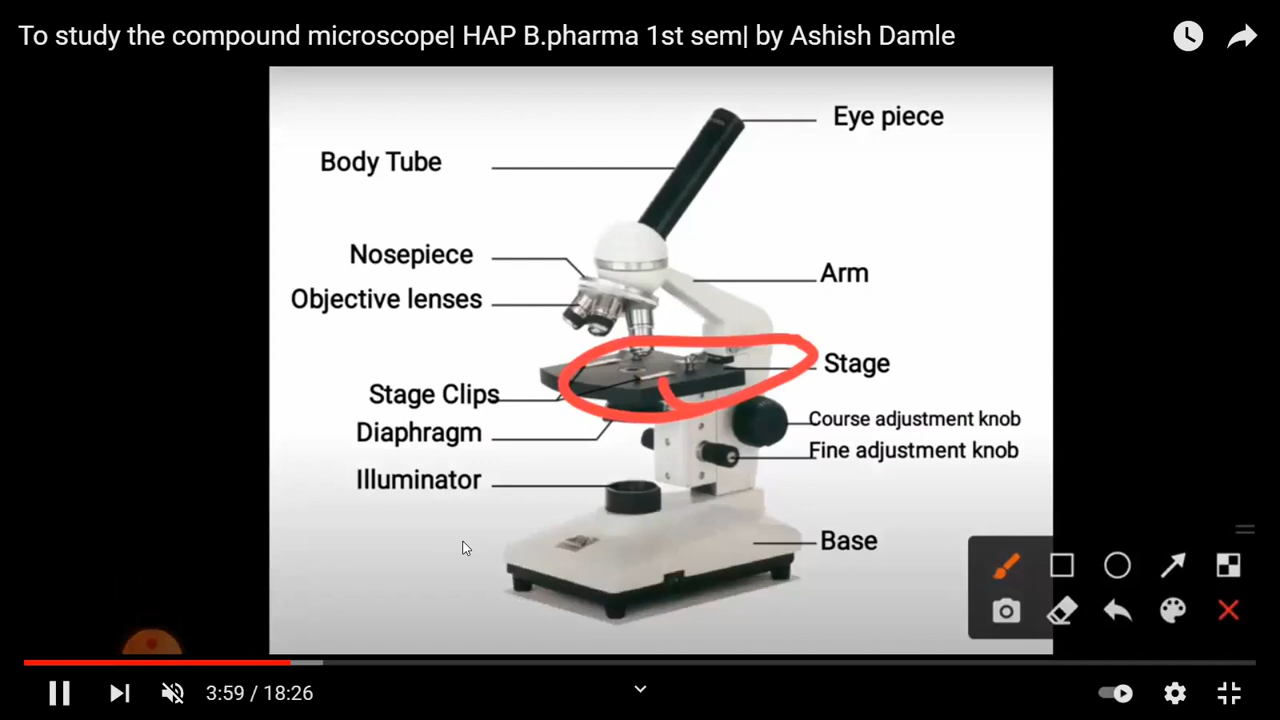 To study the compound microscope| HAP B.pharma 1st sem| by Ashish Damle
Eye piece
Body Tube
Nosepiece
Arm
Objective lenses
Stage
Stage Clips
Course adjustment knob
Diaphragm
Fine adjustment knob
Illuminator
Base
3:59 / 18:26